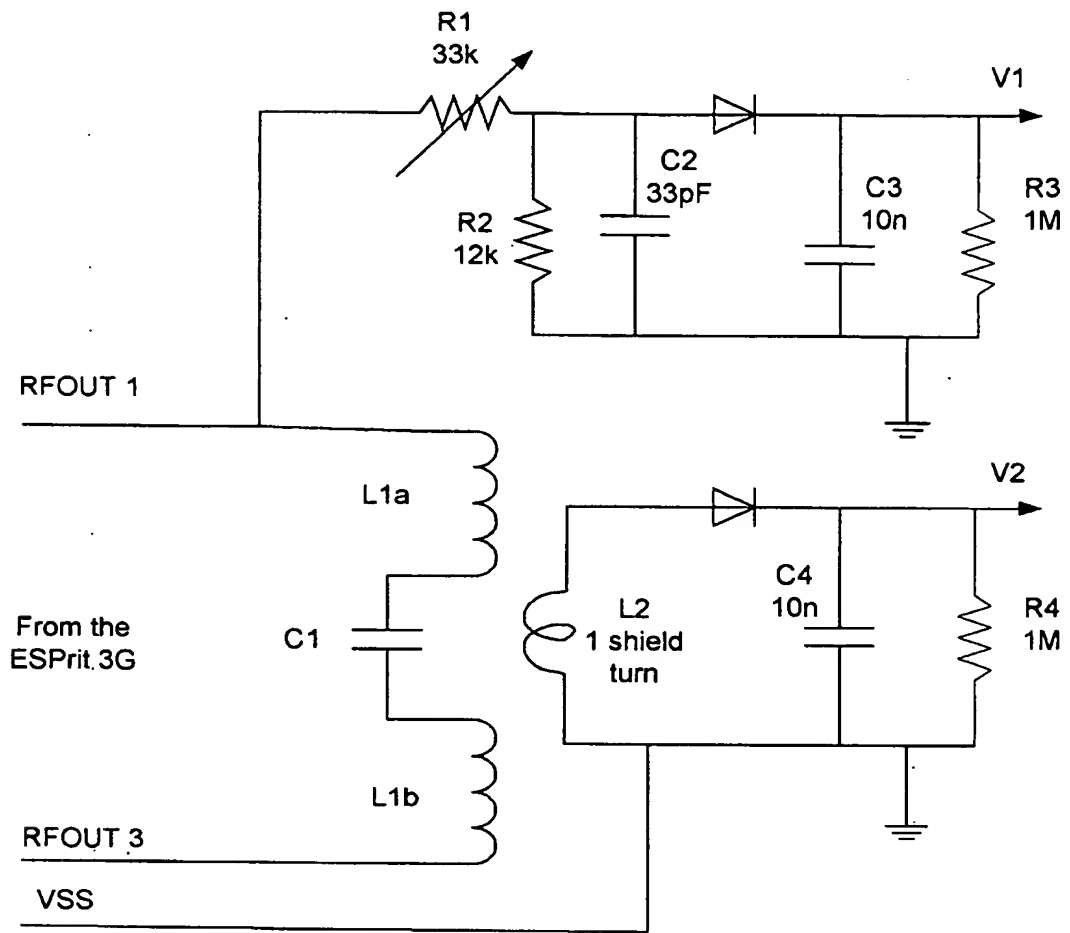 R1
33k
V1
C2
33pF
C3
10n
R3
1M
R2
12k
RFOUT 1
V2
L1a
C4
10n
L2
1 shield
turn
R4
1M
From the
ESPrit.3G
C1
L1b
RFOUT 3
VSS